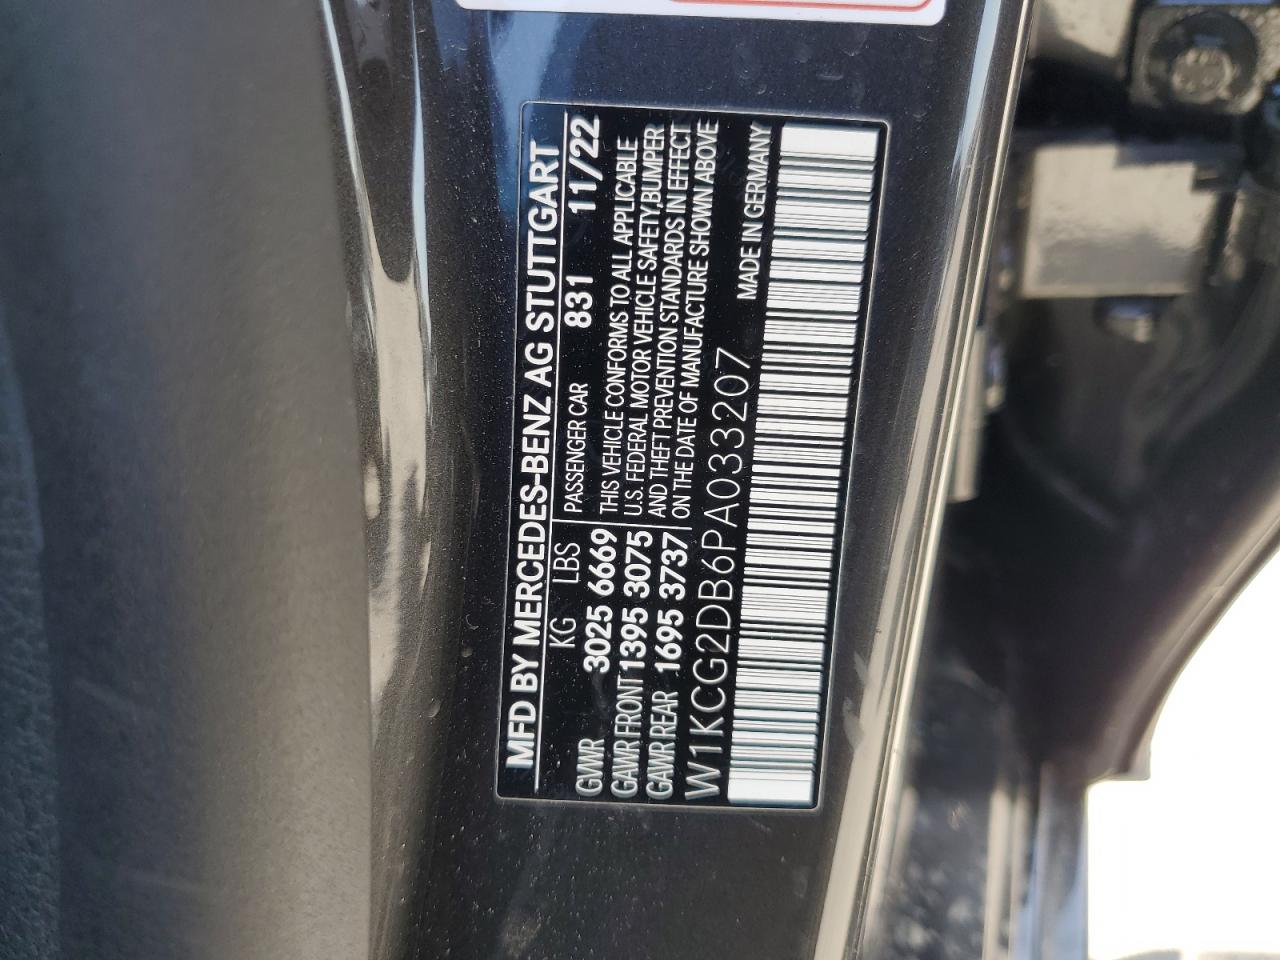 MFD BY MERCEDES-BENZ AG STUTTGART
KG LBS PASSENGER CAR 831 11/22
GVWR 3025 6669 THIS VEHICLE CONFORMS TO ALL APPLICABLE
GAWR FRONT 1395 3075 U.S. FEDERAL MOTOR VEHICLE SAFETY,BUMPER
AND THEFT PREVENTION STANDARDS IN EFFECT
GAWR REAR 1695 3737 ON THE DATE OF MANUFACTURE SHOWN ABOVE
W1KCG2DB6PA033207 MADE IN GERMANY